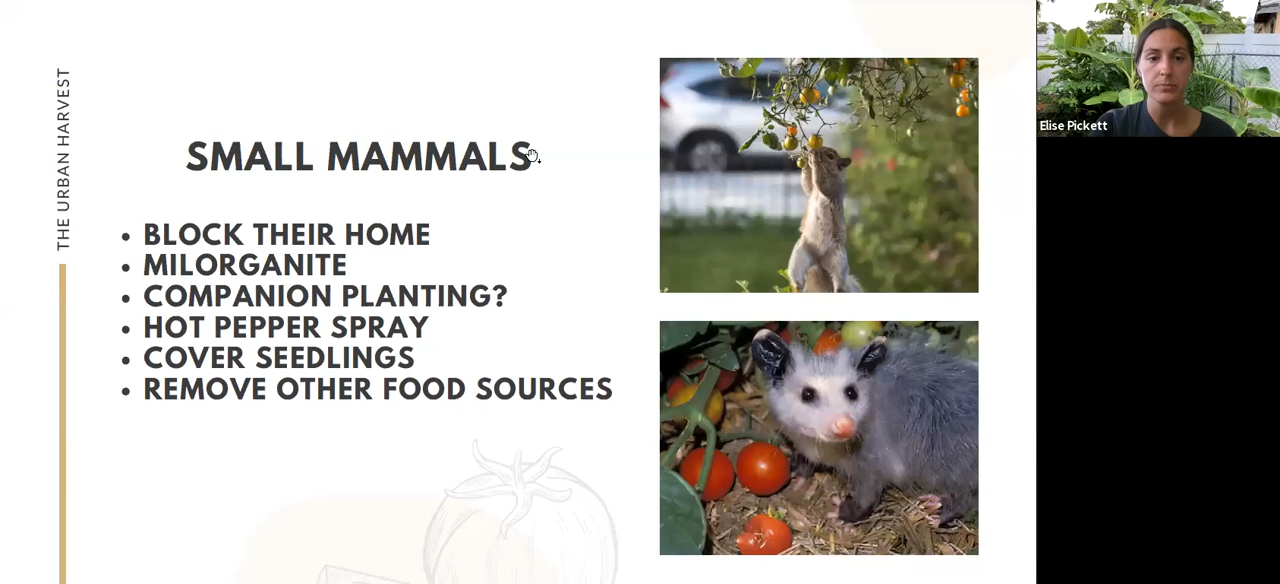 THE URBAN HARVEST
SMALL MAMMALS
• BLOCK THEIR HOME
• MILORGANITE
• COMPANION PLANTING?
• HOT PEPPER SPRAY
• COVER SEEDLINGS
• REMOVE OTHER FOOD SOURCES
Elise Pickett